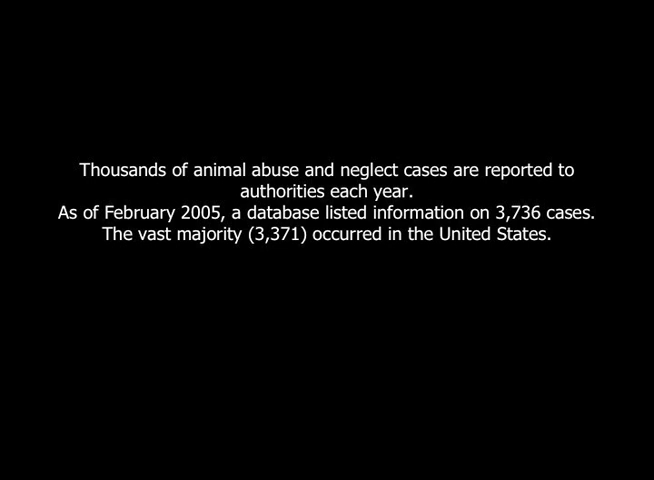 Thousands of animal abuse and neglect cases are reported to
authorities each year.
As of February 2005, a database listed information on 3,736 cases.
The vast majority (3,371) occurred in the United States.